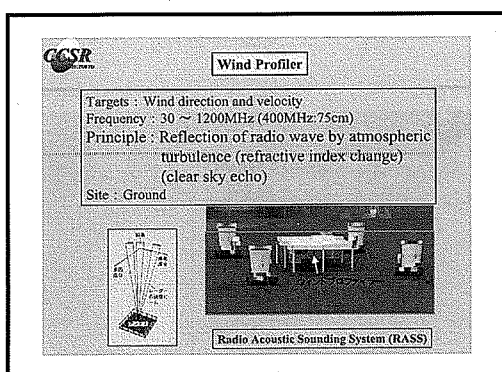 CCSR
Wind Profiler
Targets : Wind direction and velocity
Frequency : 30 ～ 1200MHz (400MHz:75cm)
Principle : Reflection of radio wave by atmospheric
turbulence (refractive index change)
(clear sky echo)
Site : Ground
Radio Acoustic Sounding System (RASS)